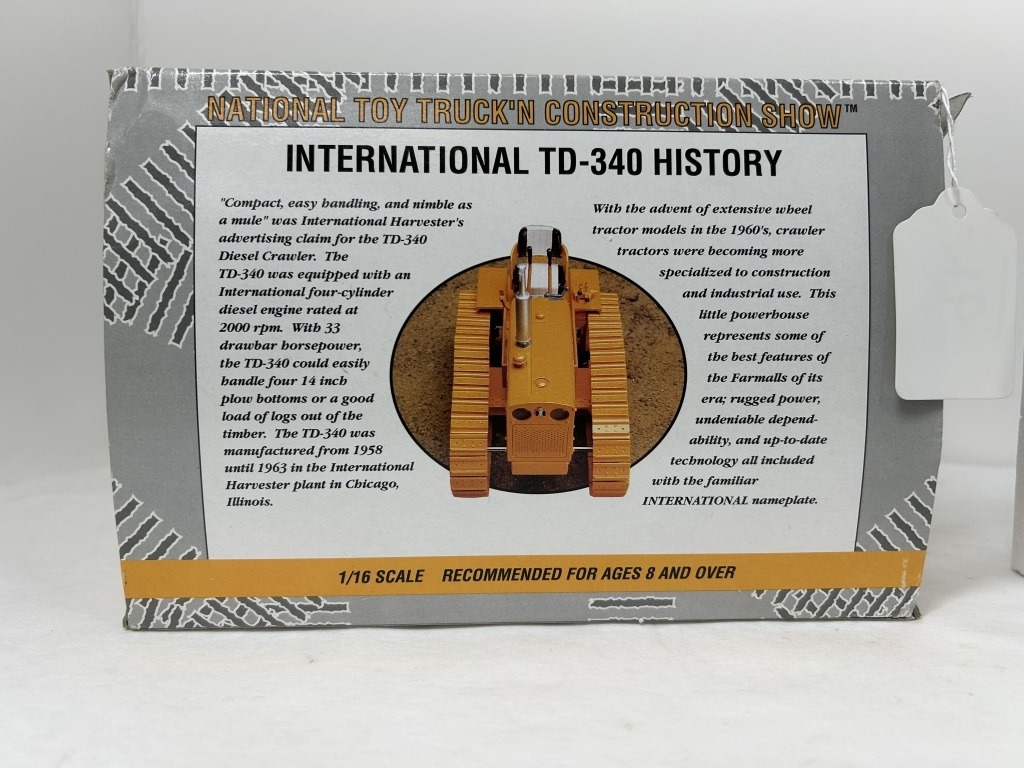 NATIONAL TOY TRUCK'N CONSTRUCTION SHOW™
INTERNATIONAL TD-340 HISTORY
"Compact, easy handling, and nimble as
a mule" was International Harvester's
advertising claim for the TD-340
Diesel Crawler. The
TD-340 was equipped with an
International four-cylinder
diesel engine rated at
2000 rpm. With 33
drawbar horsepower,
the TD-340 could easily
handle four 14 inch
plow bottoms or a good
load of logs out of the
timber. The TD-340 was
manufactured from 1958
until 1963 in the International
Harvester plant in Chicago,
Illinois.
With the advent of extensive wheel
tractor models in the 1960's, crawler
tractors were becoming more
specialized to construction
and industrial use. This
little powerhouse
represents some of
the best features of
the Farmalls of its
era; rugged power,
undeniable depend-
ability, and up-to-date
technology all included
with the familiar
INTERNATIONAL nameplate.
1/16 SCALE RECOMMENDED FOR AGES 8 AND OVER